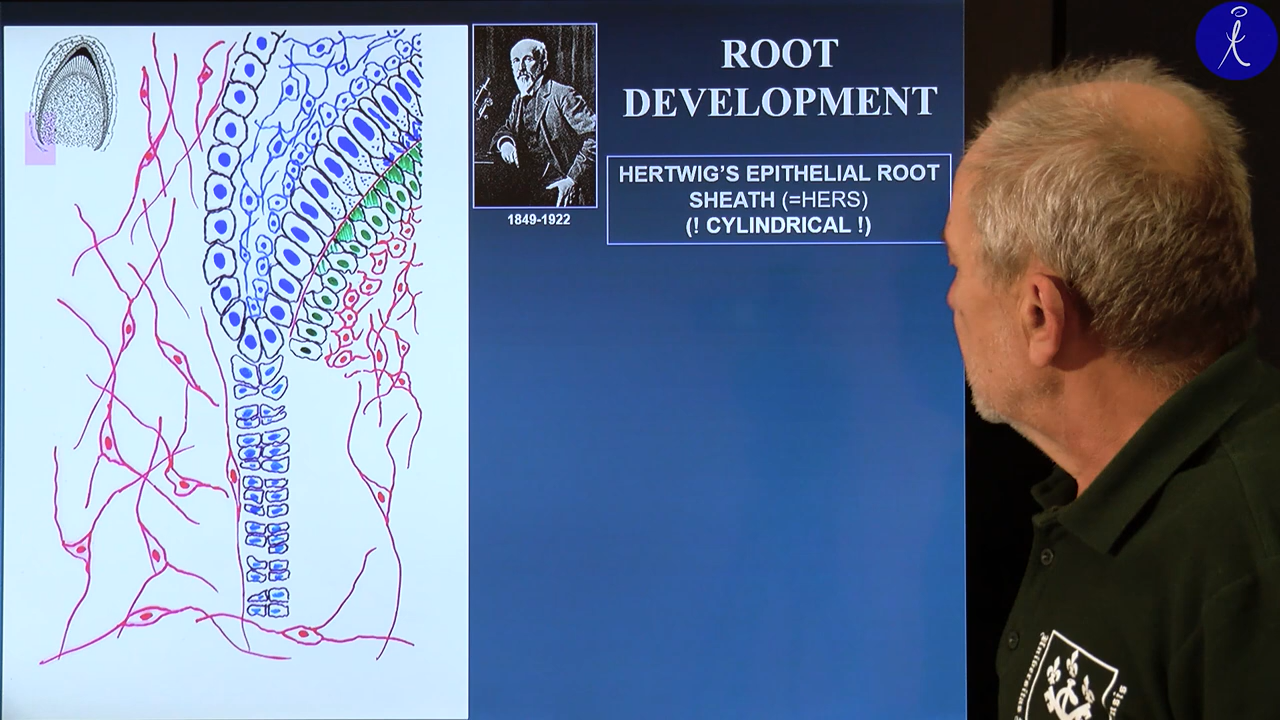 ROOT
DEVELOPMENT
HERTWIG'S EPITHELIAL ROOT
SHEATH (=HERS)
(! CYLINDRICAL !)
1849-1922